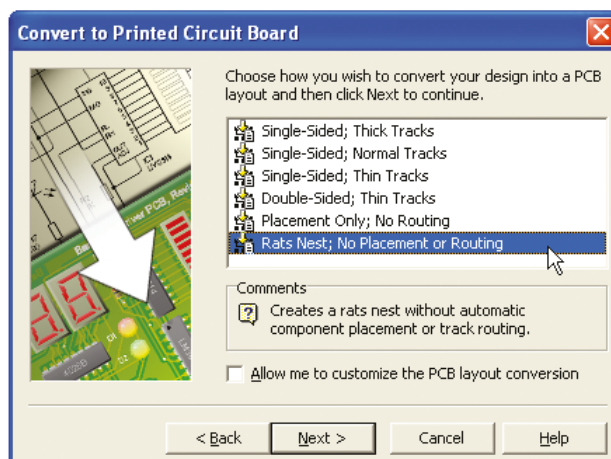 Convert to Printed Circuit Board
Choose how you wish to convert your design into a PCB
layout and then click Next to continue.
Single-Sided; Thick Tracks
Single-Sided; Normal Tracks
Single-Sided; Thin Tracks
Double-Sided; Thin Tracks
Placement Only; No Routing
Rats Nest; No Placement or Routing
Comments
Creates a rats nest without automatic
component placement or track routing.
Allow me to customize the PCB layout conversion
< Back
Next >
Cancel
Help